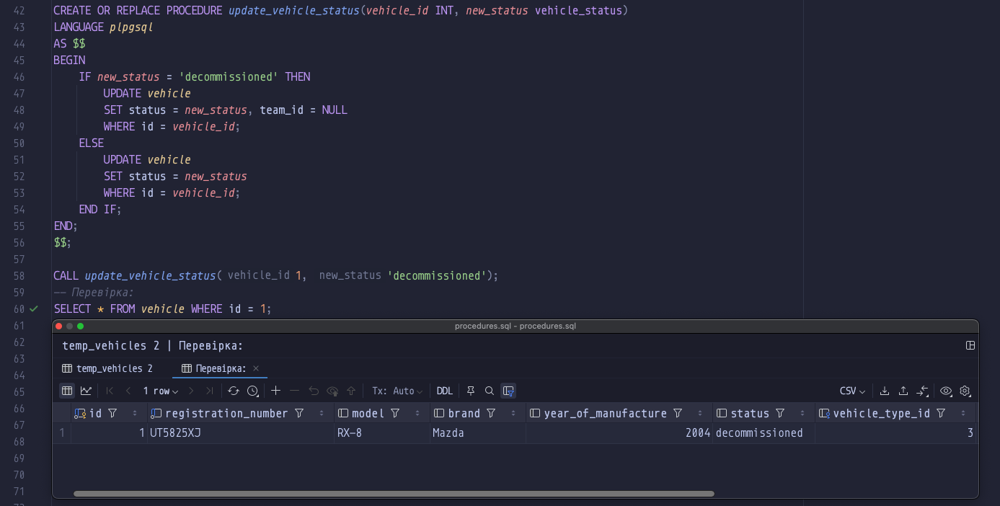 42 CREATE OR REPLACE PROCEDURE update_vehicle_status(vehicle_id INT, new_status vehicle_status)
43 LANGUAGE plpgsql
44 AS $$
45 BEGIN
46 IF new_status = 'decommissioned' THEN
47 UPDATE vehicle
48 SET status = new_status, team_id = NULL
49 WHERE id = vehicle_id;
50 ELSE
51 UPDATE vehicle
52 SET status = new_status
53 WHERE id = vehicle_id;
54 END IF;
55 END;
56 $$;
57
58 CALL update_vehicle_status( vehicle_id 1, new_status 'decommissioned');
59 -- Перевірка:
60 SELECT * FROM vehicle WHERE id = 1;
61
62
63
64
65
66
67
68
69
70
71
procedures.sql - procedures.sql
temp_vehicles 2 | Перевірка:
temp_vehicles 2 Перевірка:
1 row Tx: Auto DDL CSV
id registration_number model brand year_of_manufacture status vehicle_type_id
1 1 UT5825XJ RX-8 Mazda 2004 decommissioned 3